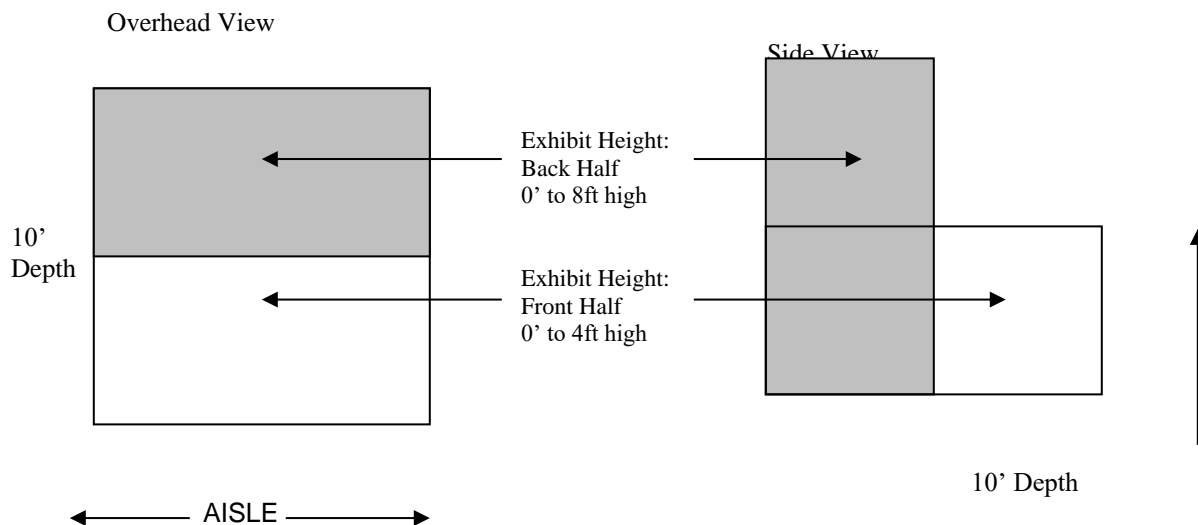 Overhead View
Side View
Exhibit Height:
Back Half
0’ to 8ft high
10’
Depth
Exhibit Height:
Front Half
0’ to 4ft high
10’ Depth
AISLE